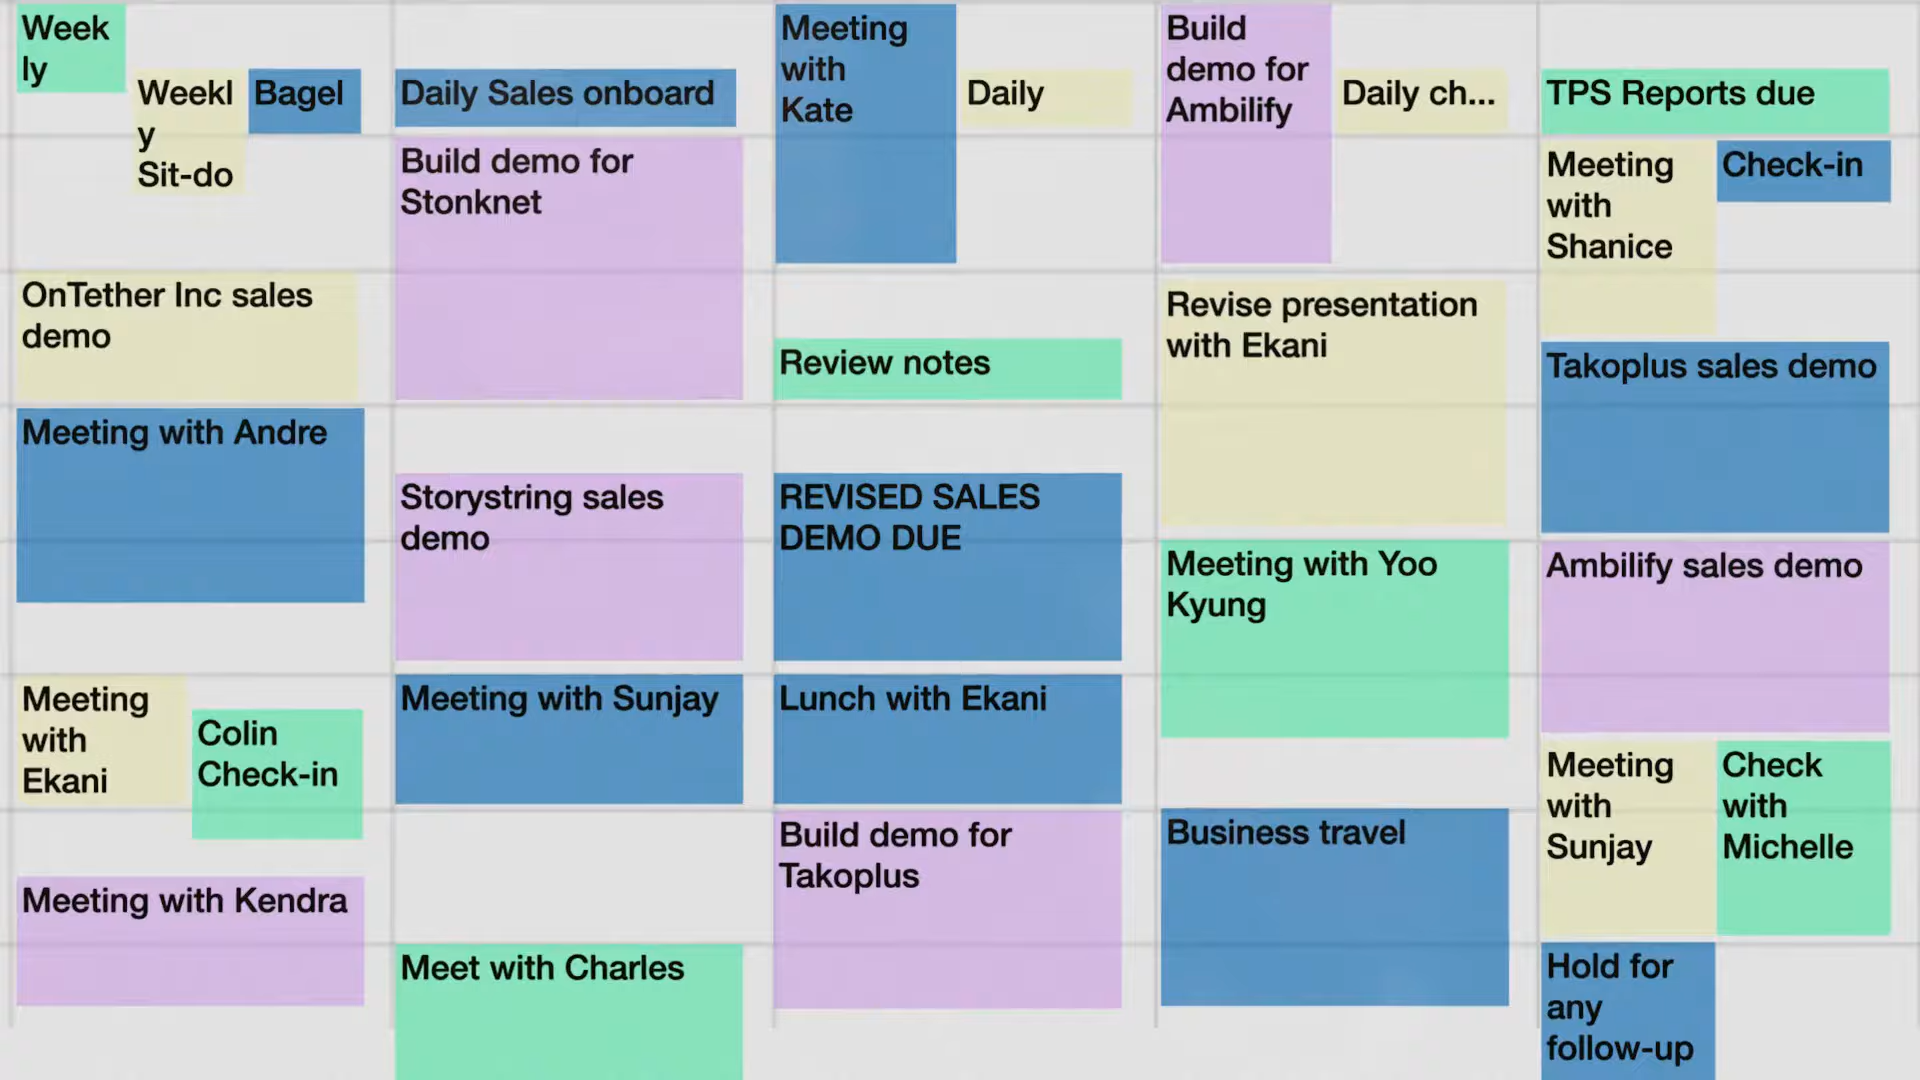 Week
ly
Weekl
y
Sit-do
Bagel
OnTether Inc sales
demo
Meeting with Andre
Meeting
with
Ekani
Colin
Check-in
Meeting with Kendra
Daily Sales onboard
Build demo for
Stonknet
Storystring sales
demo
Meeting with Sunjay
Meet with Charles
Meeting
with
Kate
Daily
Review notes
REVISED SALES
DEMO DUE
Lunch with Ekani
Build demo for
Takoplus
Build
demo for
Ambilify
Daily ch...
Revise presentation
with Ekani
Meeting with Yoo
Kyung
Business travel
TPS Reports due
Meeting
with
Shanice
Check-in
Takoplus sales demo
Ambilify sales demo
Meeting
with
Sunjay
Check
with
Michelle
Hold for
any
follow-up